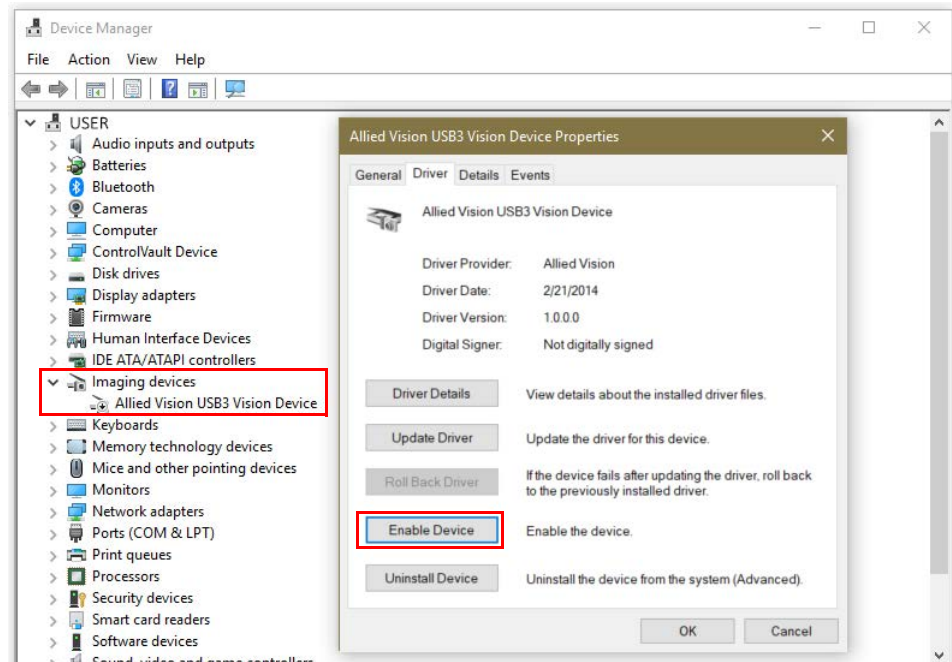 Device Manager
File Action View Help
USER
Audio inputs and outputs
Batteries
Bluetooth
Cameras
Computer
ControlVault Device
Disk drives
Display adapters
Firmware
Human Interface Devices
IDE ATA/ATAPI controllers
Imaging devices
Allied Vision USB3 Vision Device
Keyboards
Memory technology devices
Mice and other pointing devices
Monitors
Network adapters
Ports (COM & LPT)
Print queues
Processors
Security devices
Smart card readers
Software devices
Sound, video and game controllers
Allied Vision USB3 Vision Device Properties
General Driver Details Events
Allied Vision USB3 Vision Device
Driver Provider: Allied Vision
Driver Date: 2/21/2014
Driver Version: 1.0.0.0
Digital Signer: Not digitally signed
Driver Details View details about the installed driver files.
Update Driver Update the driver for this device.
Roll Back Driver If the device fails after updating the driver, roll back
to the previously installed driver.
Enable Device Enable the device.
Uninstall Device Uninstall the device from the system (Advanced).
OK Cancel